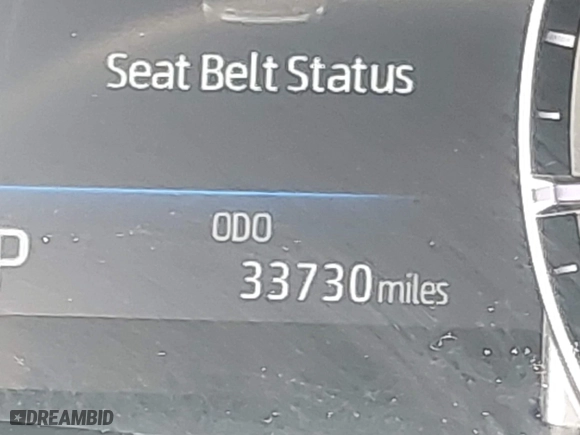 Seat Belt Status
ODO
P
33730 miles
DREAMBID